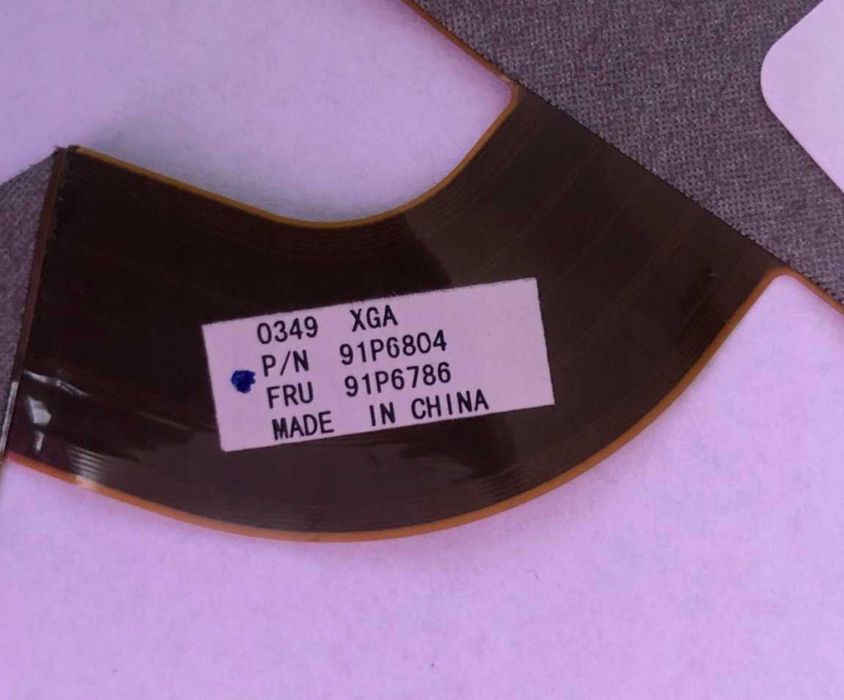 0349 XGA
P/N 91P6804
FRU 91P6786
MADE IN CHINA